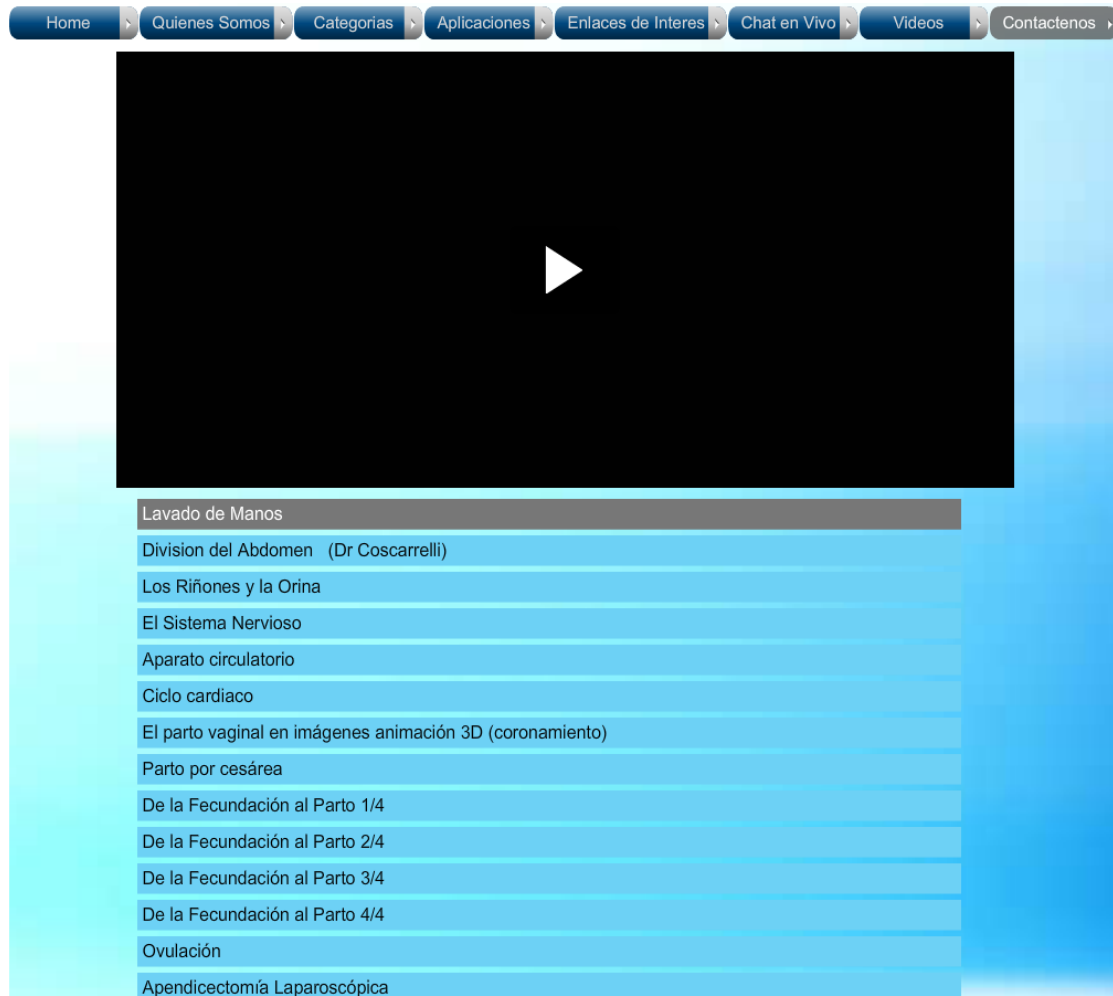 Home Quienes Somos Categorias Aplicaciones Enlaces de Interes Chat en Vivo Videos Contactenos
Lavado de Manos
Division del Abdomen (Dr Coscarrelli)
Los Riñones y la Orina
El Sistema Nervioso
Aparato circulatorio
Ciclo cardiaco
El parto vaginal en imágenes animación 3D (coronamiento)
Parto por cesárea
De la Fecundación al Parto 1/4
De la Fecundación al Parto 2/4
De la Fecundación al Parto 3/4
De la Fecundación al Parto 4/4
Ovulación
Apendicectomía Laparoscópica